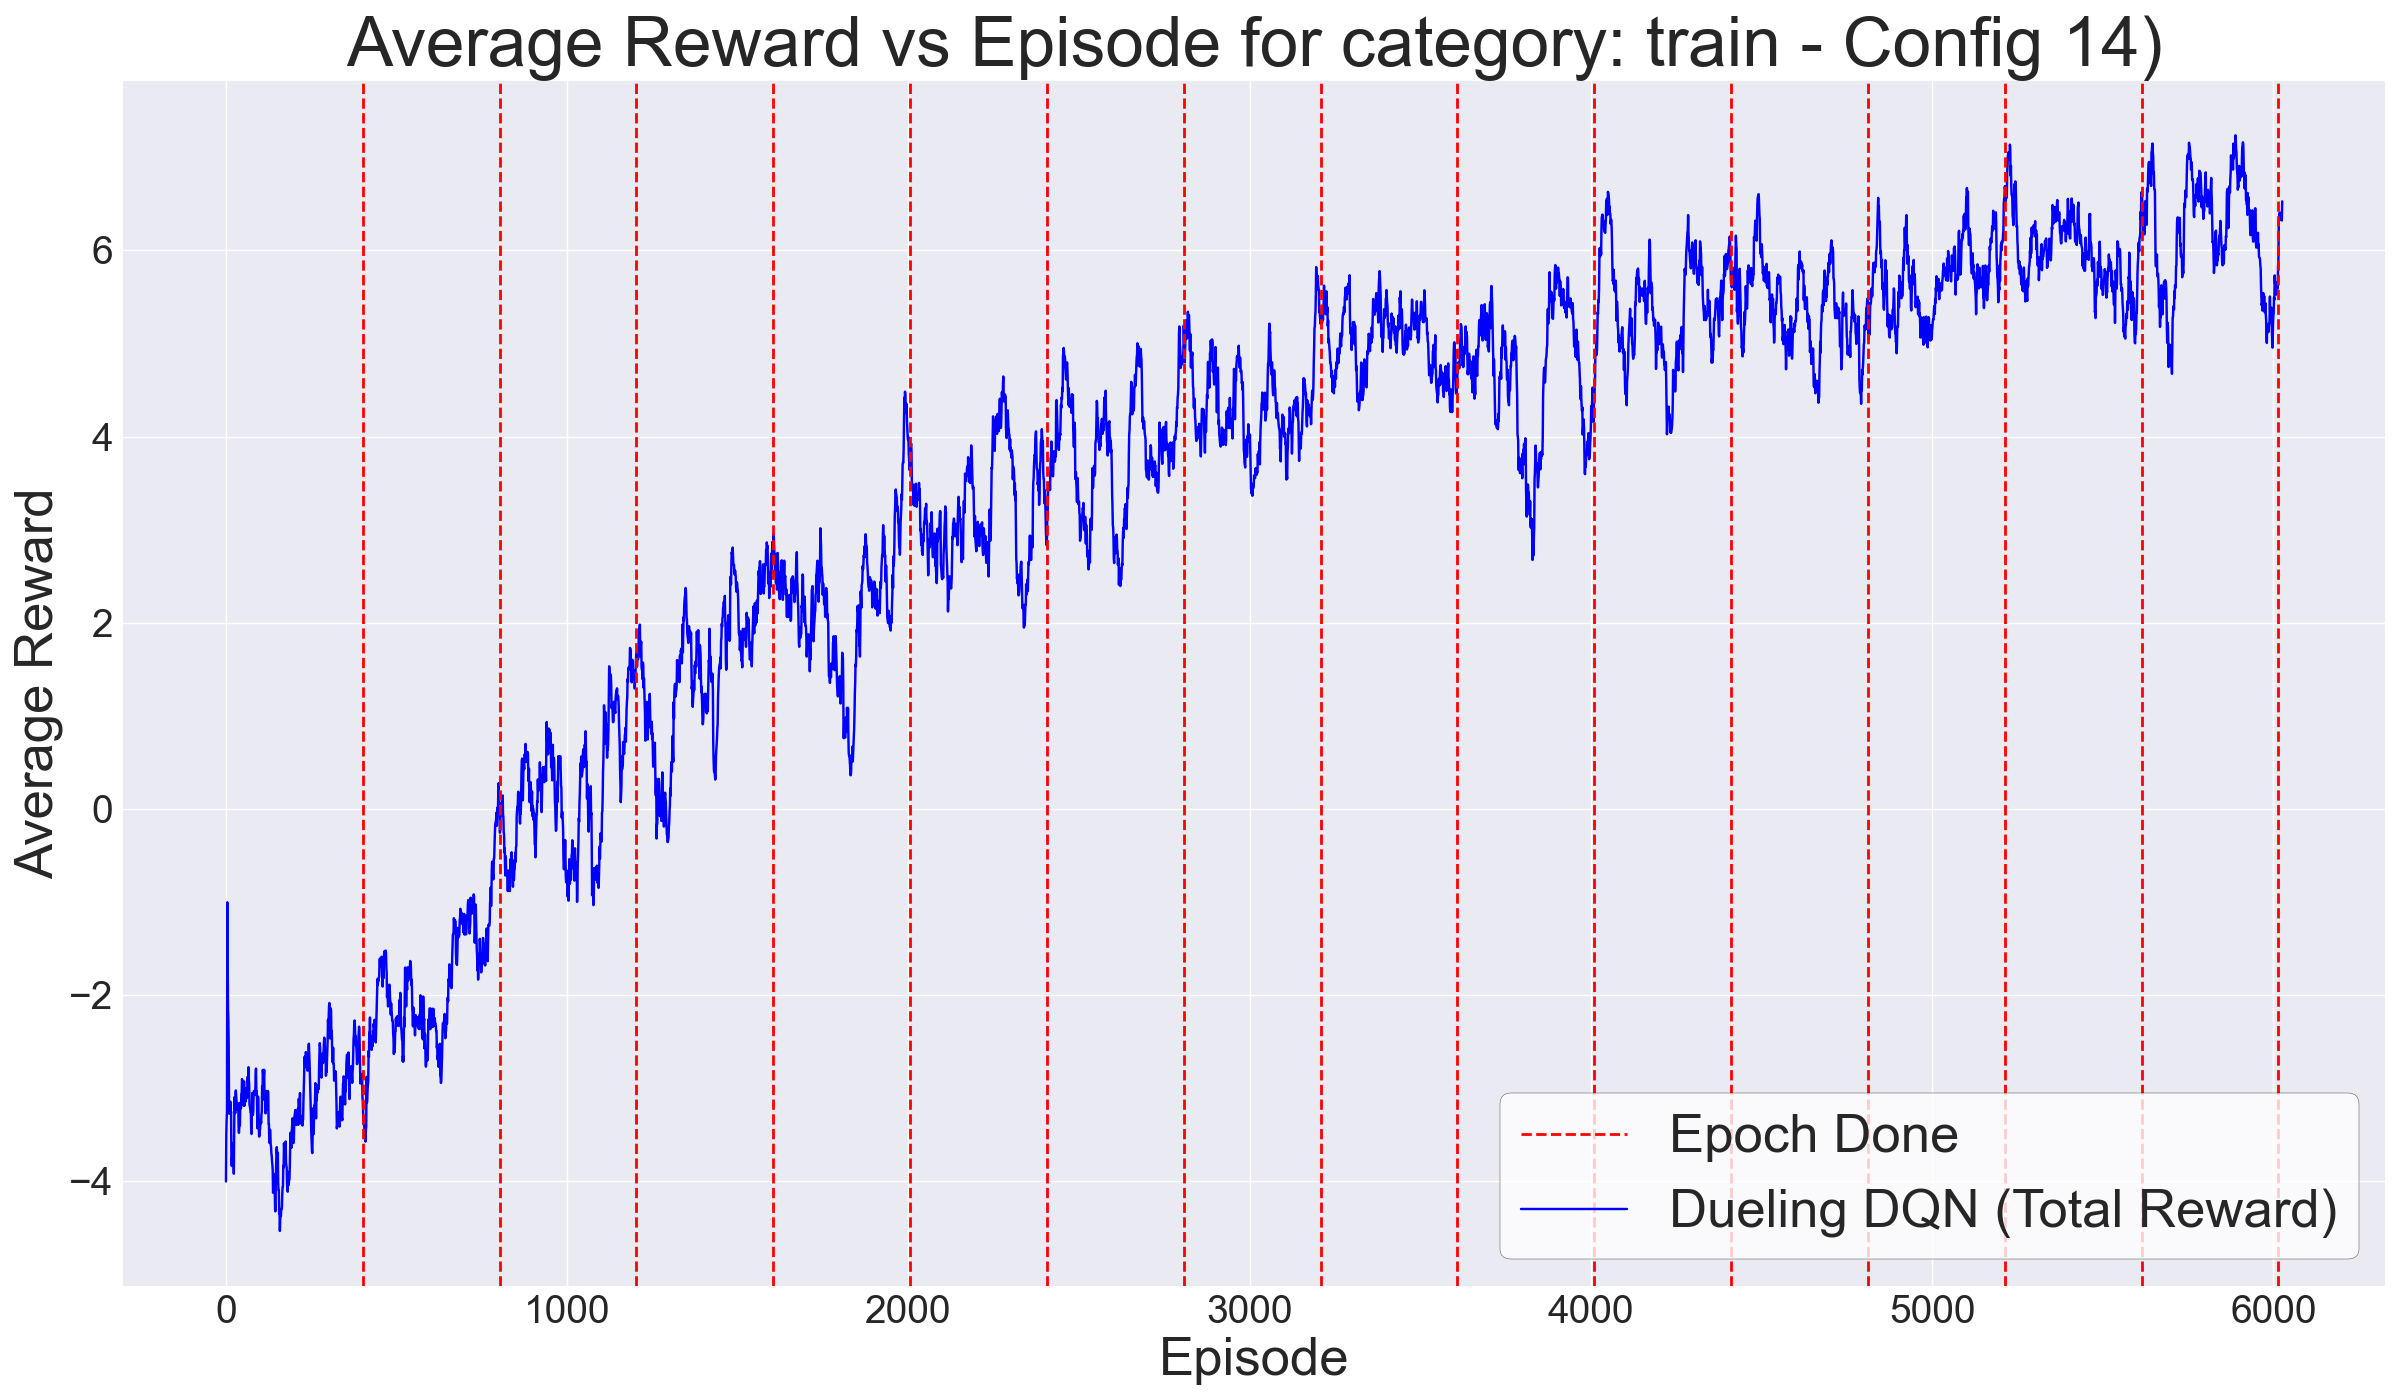 Average Reward vs Episode for category: train - Config 14)
Average Reward
6
4
2
0
−2
−4
Epoch Done
Dueling DQN (Total Reward)
0 1000 2000 3000 4000 5000 6000
Episode